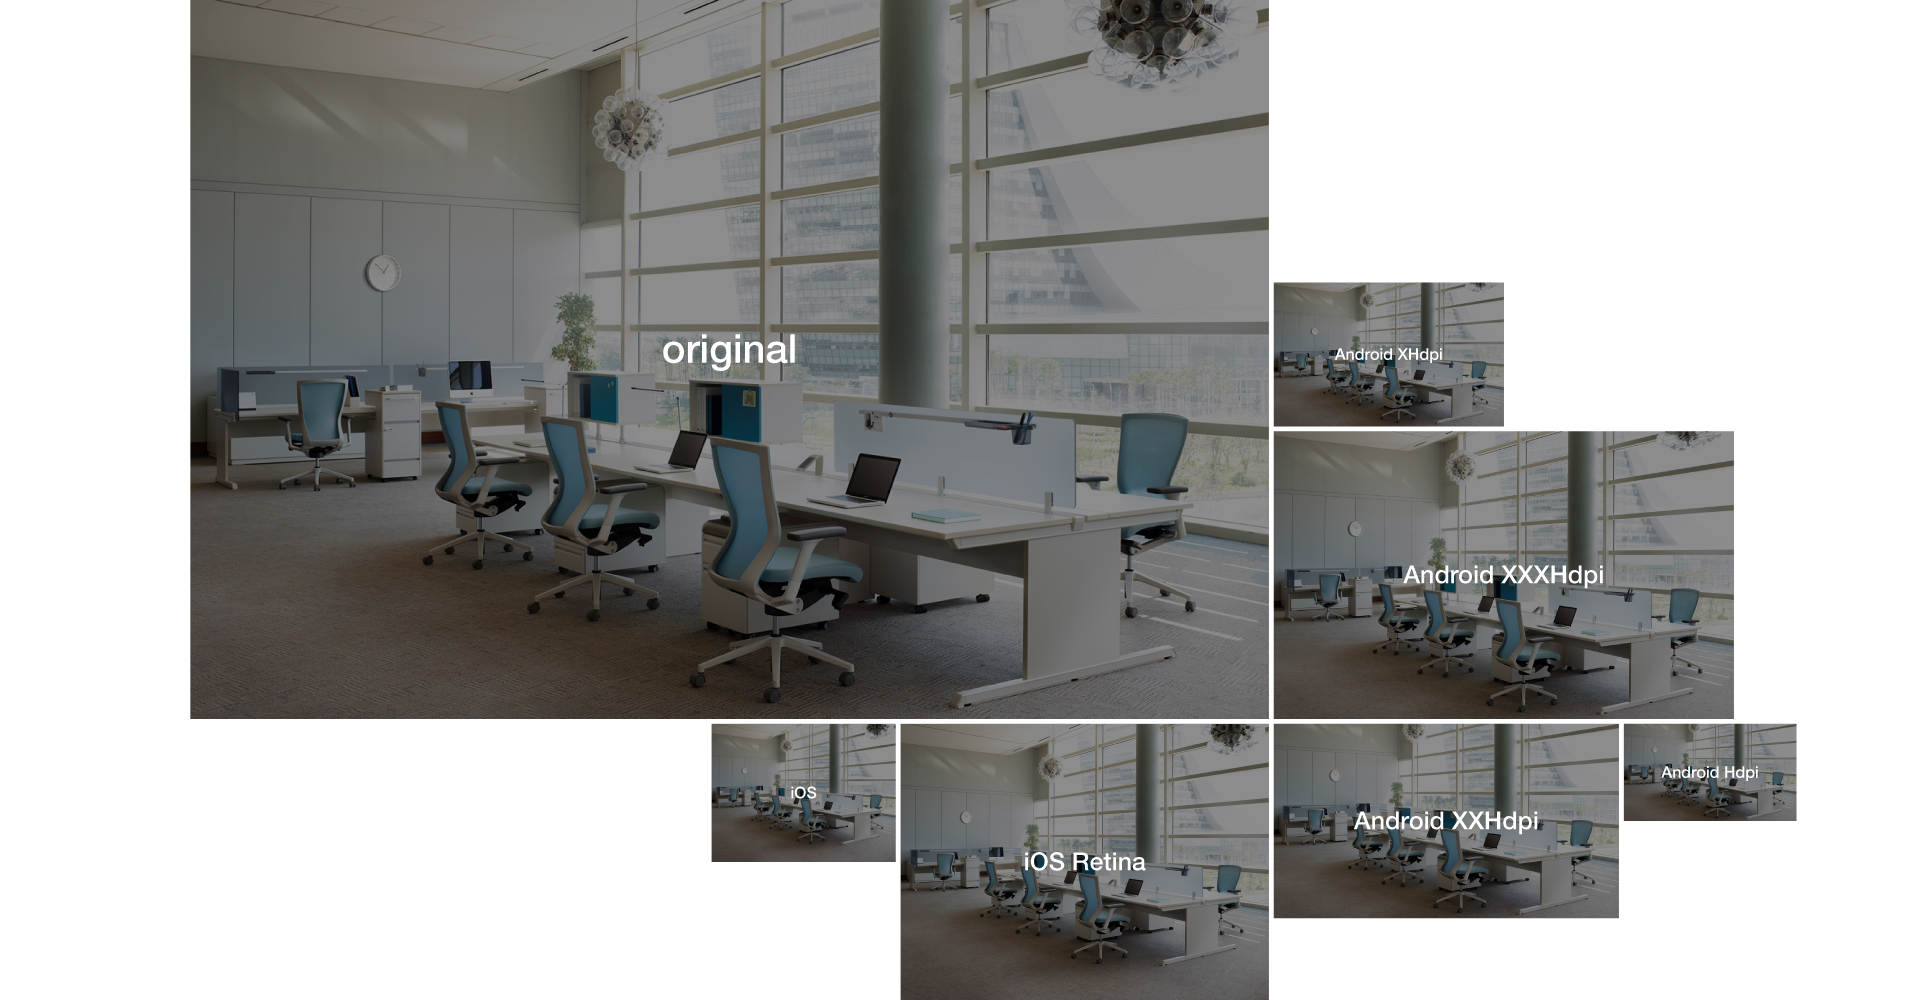 original
Android XHdpi
Android XXXHdpi
iOS
iOS Retina
Android XXHdpi
Android Hdpi